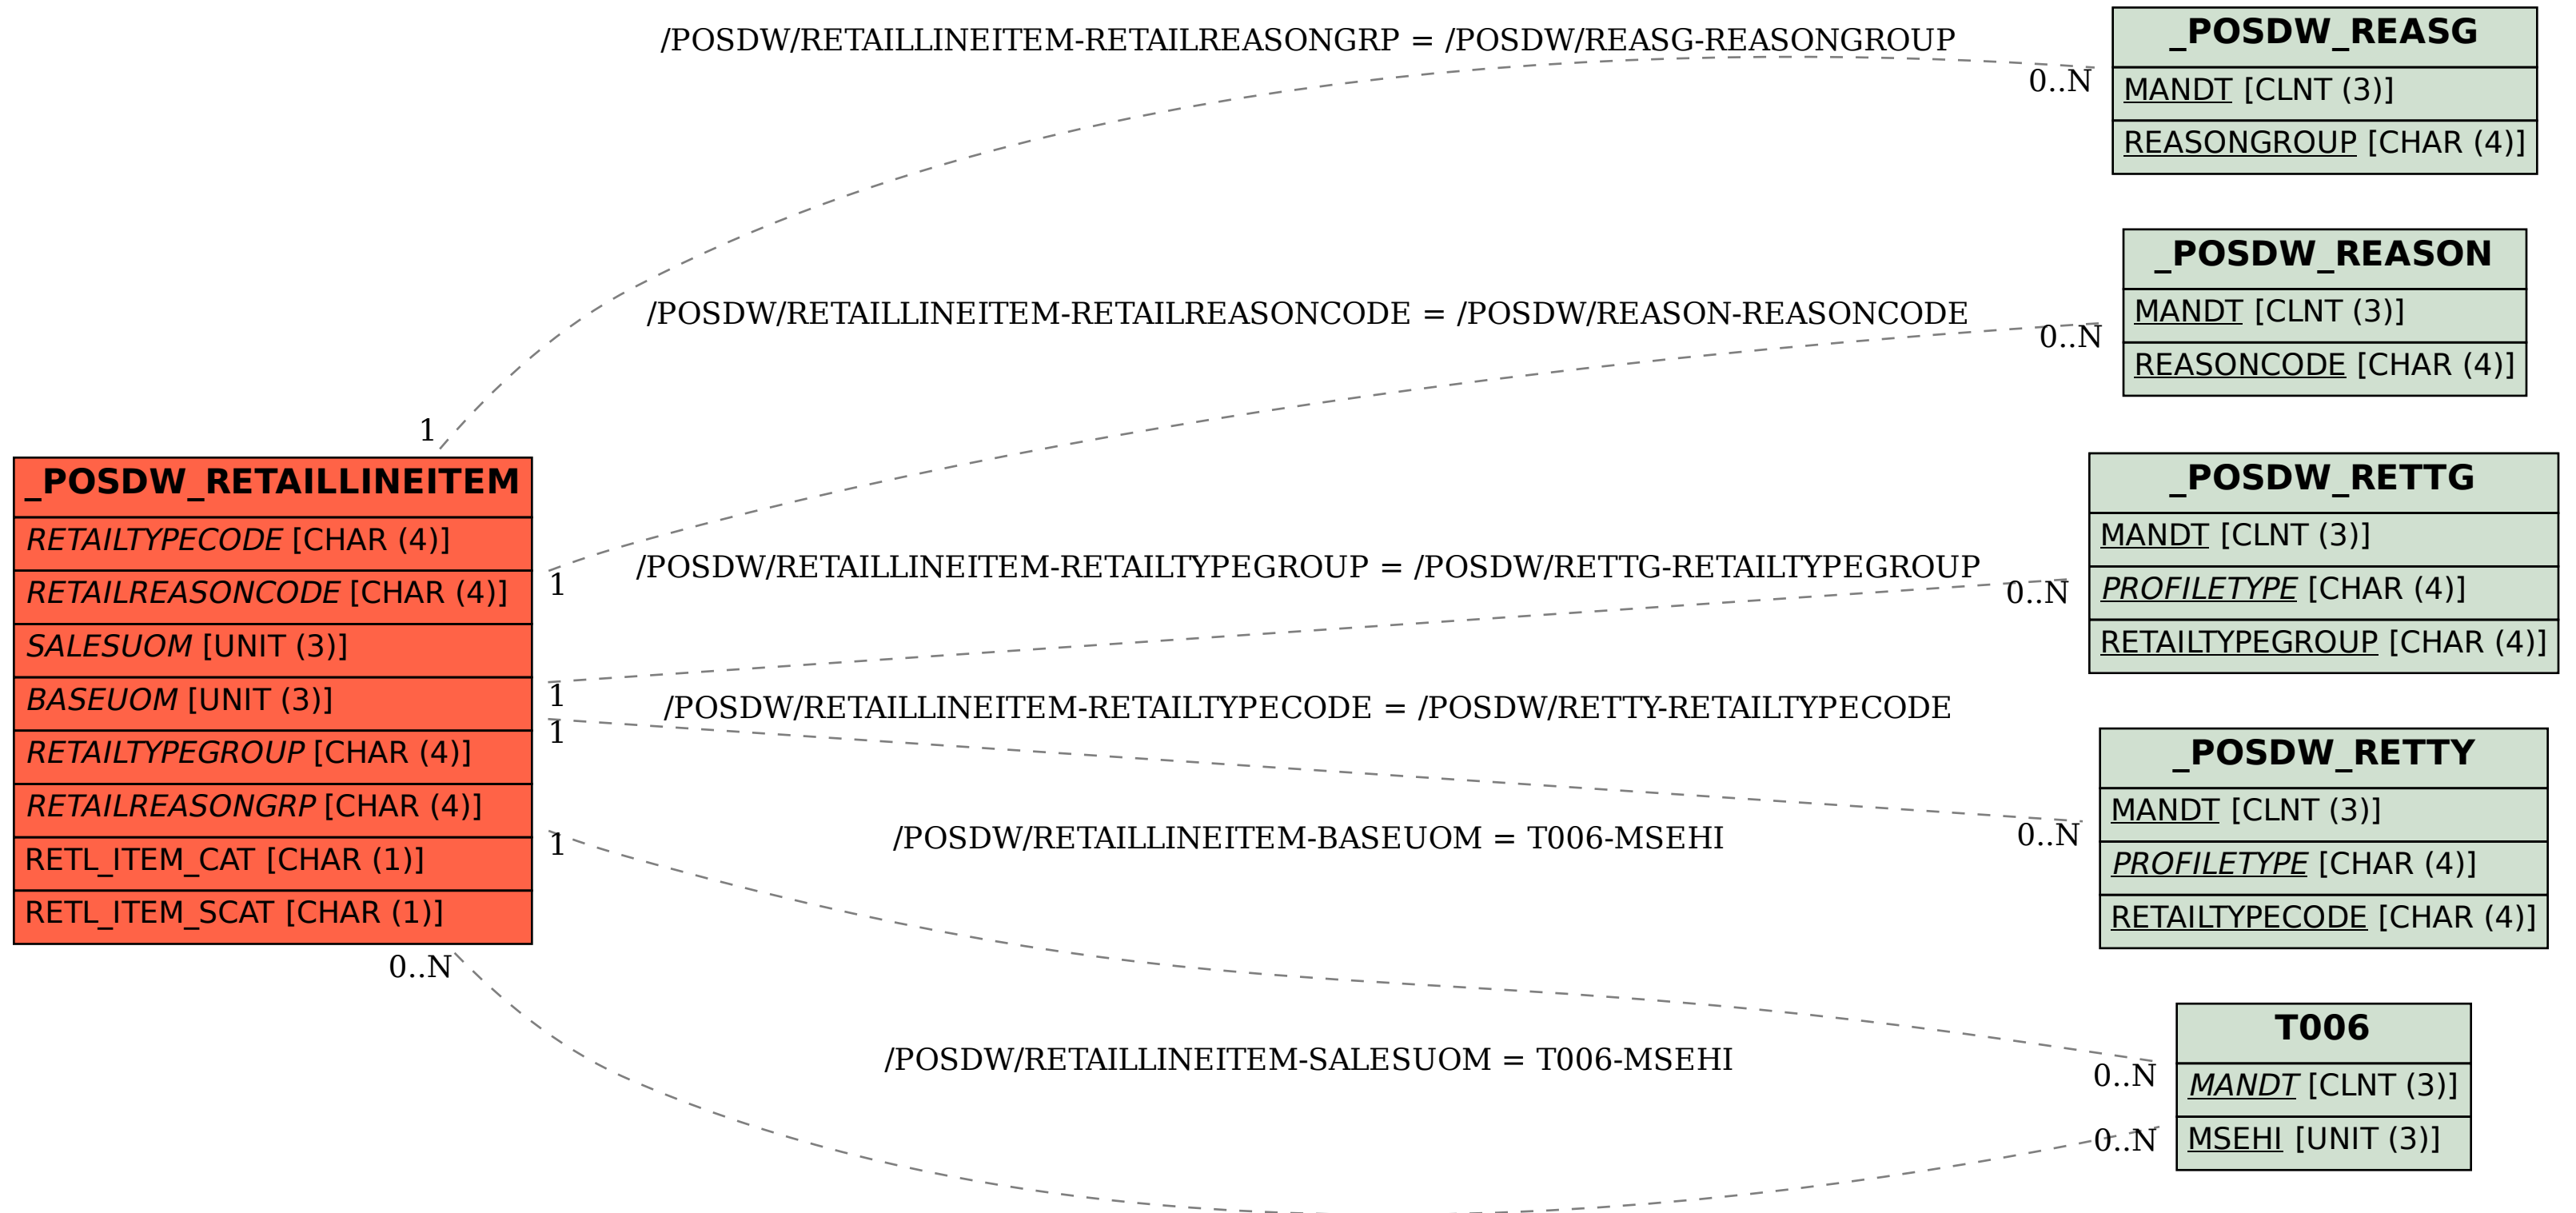 /POSDW/RETAILLINEITEM-RETAILREASONGRP = /POSDW/REASG-REASONGROUP
0..N
1
_POSDW_REASG
MANDT [CLNT (3)]
REASONGROUP [CHAR (4)]
/POSDW/RETAILLINEITEM-RETAILREASONCODE = /POSDW/REASON-REASONCODE
0..N
1
_POSDW_REASON
MANDT [CLNT (3)]
REASONCODE [CHAR (4)]
_POSDW_RETAILLINEITEM
RETAILTYPECODE [CHAR (4)]
RETAILREASONCODE [CHAR (4)]
SALESUOM [UNIT (3)]
BASEUOM [UNIT (3)]
RETAILTYPEGROUP [CHAR (4)]
RETAILREASONGRP [CHAR (4)]
RETL_ITEM_CAT [CHAR (1)]
RETL_ITEM_SCAT [CHAR (1)]
/POSDW/RETAILLINEITEM-RETAILTYPEGROUP = /POSDW/RETTG-RETAILTYPEGROUP
0..N
1
_POSDW_RETTG
MANDT [CLNT (3)]
PROFILETYPE [CHAR (4)]
RETAILTYPEGROUP [CHAR (4)]
/POSDW/RETAILLINEITEM-RETAILTYPECODE = /POSDW/RETTY-RETAILTYPECODE
1
0..N
_POSDW_RETTY
MANDT [CLNT (3)]
PROFILETYPE [CHAR (4)]
RETAILTYPECODE [CHAR (4)]
/POSDW/RETAILLINEITEM-BASEUOM = T006-MSEHI
1
0..N
/POSDW/RETAILLINEITEM-SALESUOM = T006-MSEHI
0..N
0..N
T006
MANDT [CLNT (3)]
MSEHI [UNIT (3)]